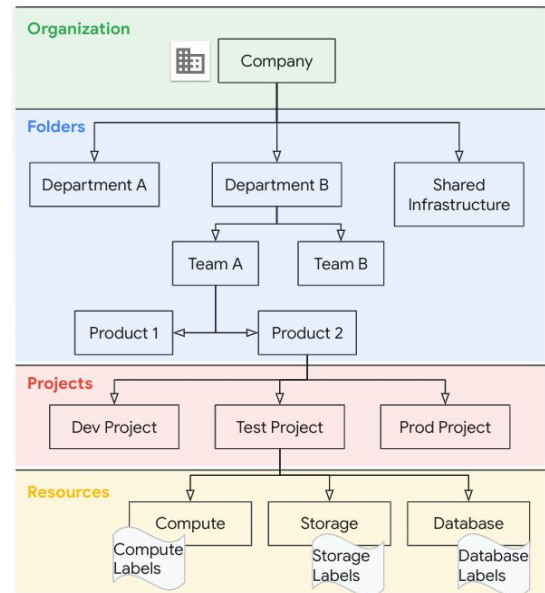 Organization
Company
Folders
Department A
Department B
Shared
Infrastructure
Team A
Team B
Product 1
Product 2
Projects
Dev Project
Test Project
Prod Project
Resources
Compute
Storage
Database
Compute
Labels
Storage
Labels
Database
Labels